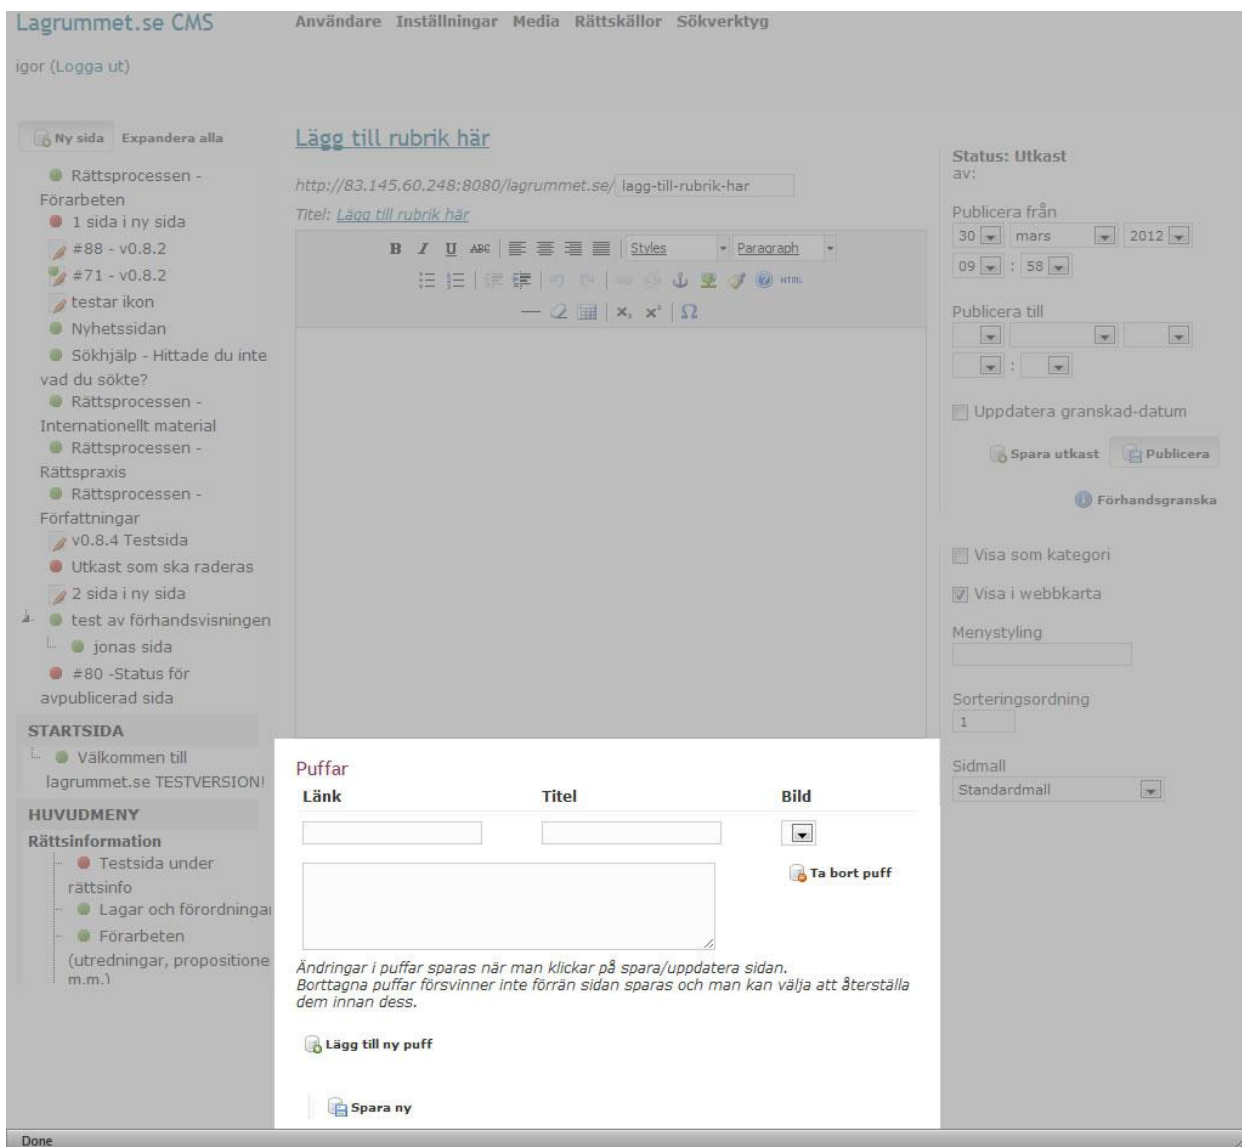 Lagrummet.se CMS
Användare Inställningar Media Rättskällor Sökverktyg
igor (Logga ut)
Ny sida Expandera alla
Rättsprocessen -
Förarbeten
1 sida i ny sida
#88 - v0.8.2
#71 - v0.8.2
testar ikon
Nyhetssidan
Sökhjälp - Hittade du inte
vad du sökte?
Rättsprocessen -
Internationellt material
Rättsprocessen -
Rättspraxis
Rättsprocessen -
Författningar
v0.8.4 Testsida
Utkast som ska raderas
2 sida i ny sida
test av förhandsvisningen
jonas sida
#80 -Status för
avpublicerad sida
STARTSIDA
Välkommen till
lagrummet.se TESTVERSION!
HUVUDMENY
Rättsinformation
Testsida under
rättsinfo
Lagar och förordningar
Förarbeten
(utredningar, propositione
m.m.)
Lägg till rubrik här
http://83.145.60.248:8080/lagrummet.se/ lagg-till-rubrik-har
Titel: Lägg till rubrik här
B I U ABC Styles Paragraph
HTML
x₂ x² Ω
Puffar
Länk Titel Bild
Ta bort puff
Ändringar i puffar sparas när man klickar på spara/uppdatera sidan.
Borttagna puffar försvinner inte förrän sidan sparas och man kan välja att återställa
dem innan dess.
Lägg till ny puff
Spara ny
Status: Utkast
av:
Publicera från
30 mars 2012
09 : 58
Publicera till
:
Uppdatera granskad-datum
Spara utkast Publicera
Förhandsgranska
Visa som kategori
Visa i webbkarta
Menystyling
Sorteringsordning
1
Sidmall
Standardmall
Done